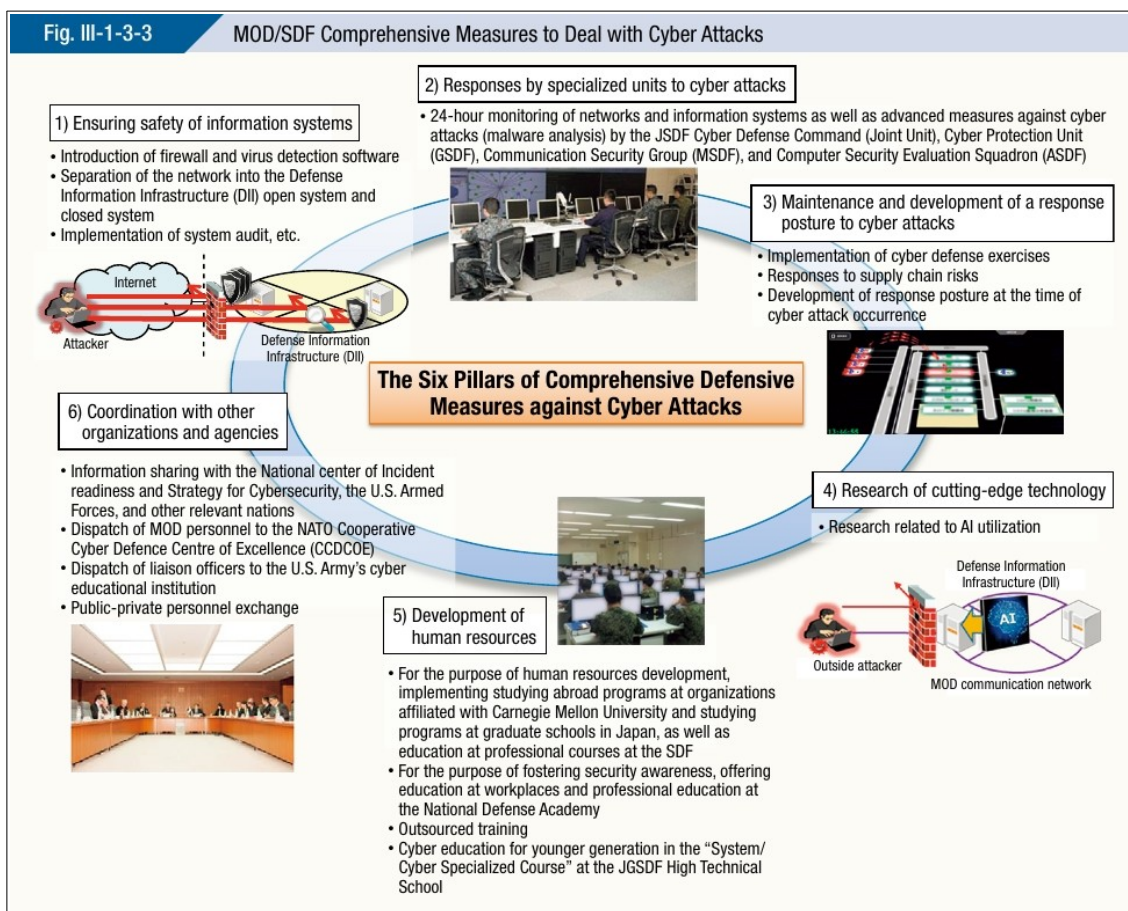 Fig. III-1-3-3
MOD/SDF Comprehensive Measures to Deal with Cyber Attacks
1) Ensuring safety of information systems
• Introduction of firewall and virus detection software
• Separation of the network into the Defense
Information Infrastructure (DII) open system and
closed system
• Implementation of system audit, etc.
Internet
Attacker
Defense Information
Infrastructure (DII)
2) Responses by specialized units to cyber attacks
• 24-hour monitoring of networks and information systems as well as advanced measures against cyber
attacks (malware analysis) by the JSDF Cyber Defense Command (Joint Unit), Cyber Protection Unit
(GSDF), Communication Security Group (MSDF), and Computer Security Evaluation Squadron (ASDF)
3) Maintenance and development of a response
posture to cyber attacks
• Implementation of cyber defense exercises
• Responses to supply chain risks
• Development of response posture at the time of
cyber attack occurrence
The Six Pillars of Comprehensive Defensive
Measures against Cyber Attacks
4) Research of cutting-edge technology
• Research related to AI utilization
Defense Information
Infrastructure (DII)
AI
Outside attacker
MOD communication network
5) Development of
human resources
• For the purpose of human resources development,
implementing studying abroad programs at organizations
affiliated with Carnegie Mellon University and studying
programs at graduate schools in Japan, as well as
education at professional courses at the SDF
• For the purpose of fostering security awareness, offering
education at workplaces and professional education at
the National Defense Academy
• Outsourced training
• Cyber education for younger generation in the “System/
Cyber Specialized Course” at the JGSDF High Technical
School
6) Coordination with other
organizations and agencies
• Information sharing with the National center of Incident
readiness and Strategy for Cybersecurity, the U.S. Armed
Forces, and other relevant nations
• Dispatch of MOD personnel to the NATO Cooperative
Cyber Defence Centre of Excellence (CCDCOE)
• Dispatch of liaison officers to the U.S. Army’s cyber
educational institution
• Public-private personnel exchange